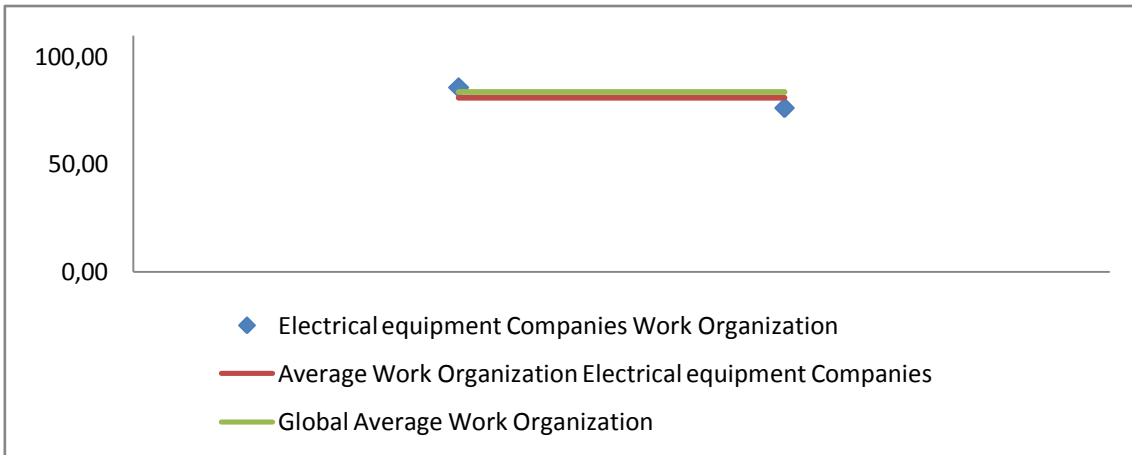 100,00
50,00
0,00
Electrical equipment Companies Work Organization
Average Work Organization Electrical equipment Companies
Global Average Work Organization